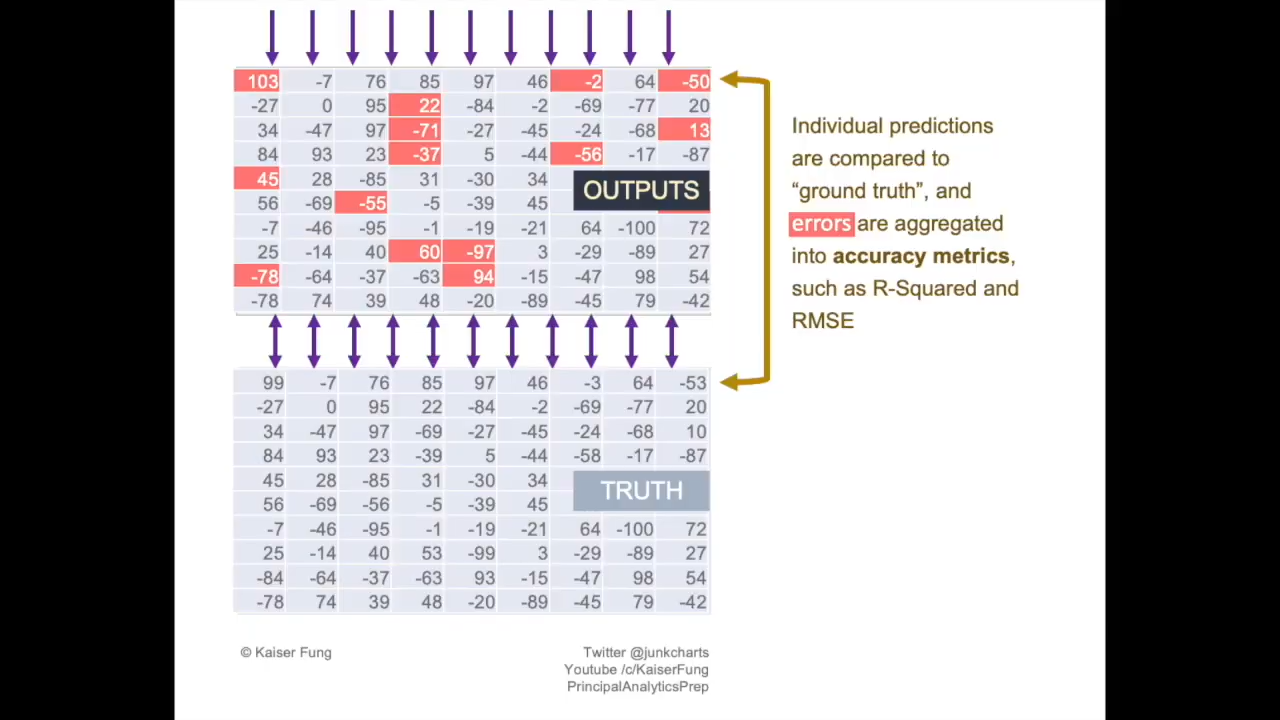 103 -7 76 85 97 46 -2 64 -50
-27 0 95 22 -84 -2 -69 -77 20
34 -47 97 -71 -27 -45 -24 -68 13
84 93 23 -37 5 -44 -56 -17 -87
45 28 -85 31 -30 34
OUTPUTS
56 -69 -55 -5 -39 45
-7 -46 -95 -1 -19 -21 64 -100 72
25 -14 40 60 -97 3 -29 -89 27
-78 -64 -37 -63 94 -15 -47 98 54
-78 74 39 48 -20 -89 -45 79 -42
Individual predictions
are compared to
“ground truth”, and
errors are aggregated
into accuracy metrics,
such as R-Squared and
RMSE
99 -7 76 85 97 46 -3 64 -53
-27 0 95 22 -84 -2 -69 -77 20
34 -47 97 -69 -27 -45 -24 -68 10
84 93 23 -39 5 -44 -58 -17 -87
45 28 -85 31 -30 34
TRUTH
56 -69 -56 -5 -39 45
-7 -46 -95 -1 -19 -21 64 -100 72
25 -14 40 53 -99 3 -29 -89 27
-84 -64 -37 -63 93 -15 -47 98 54
-78 74 39 48 -20 -89 -45 79 -42
© Kaiser Fung
Twitter @junkcharts
Youtube /c/KaiserFung
PrincipalAnalyticsPrep